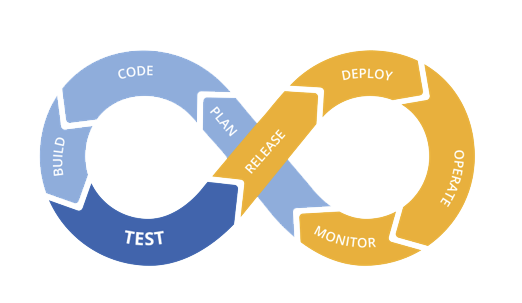 PLAN
CODE
BUILD
TEST
RELEASE
DEPLOY
OPERATE
MONITOR